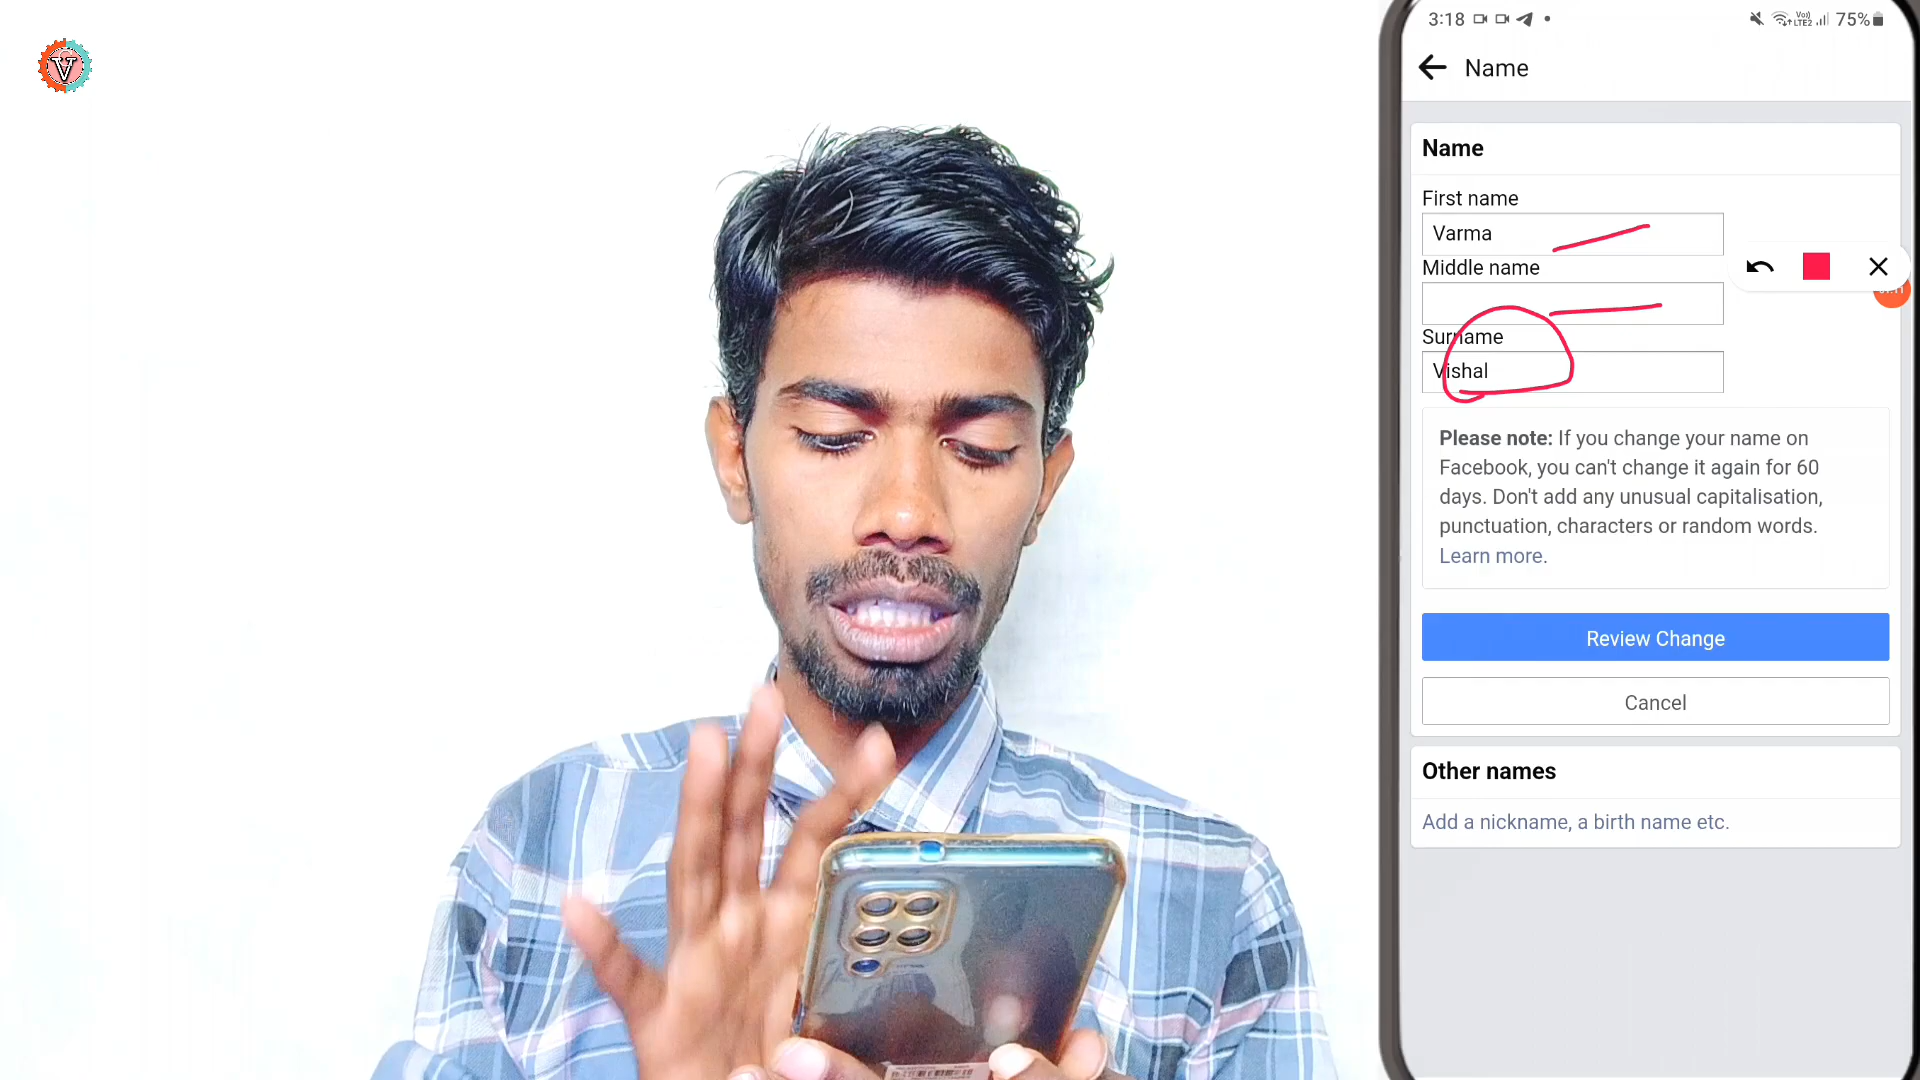 V
3:18
Vo))
LTE2
75%
Name
Name
First name
Varma
Middle name
Surname
Vishal
Please note: If you change your name on
Facebook, you can't change it again for 60
days. Don't add any unusual capitalisation,
punctuation, characters or random words.
Learn more.
Review Change
Cancel
Other names
Add a nickname, a birth name etc.